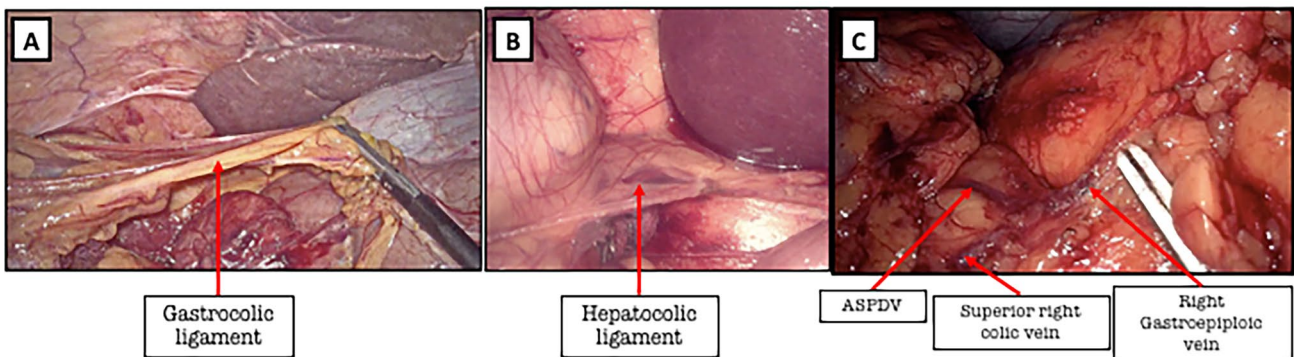 A
B
C
Gastrocolic
ligament
Hepatocolic
ligament
ASPDV
Superior right
colic vein
Right
Gastroepiploic
vein